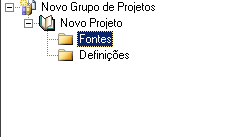 Novo Grupo de Projetos
Novo Projeto
Fontes
Definições